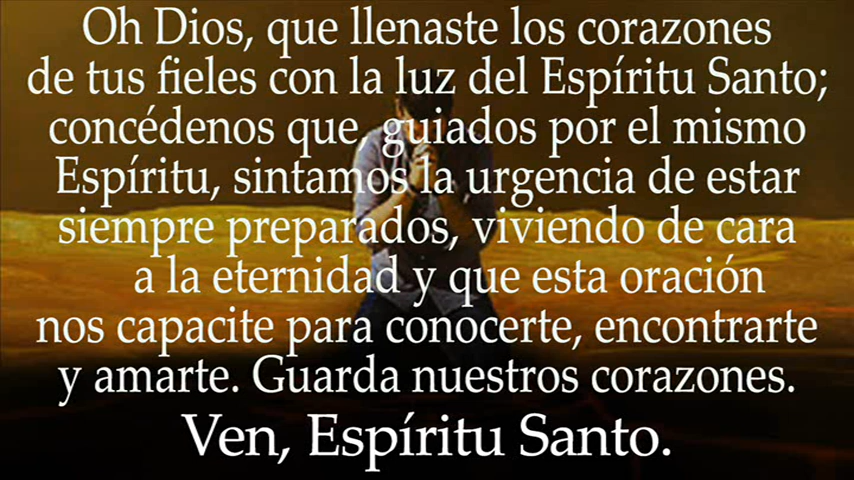 Oh Dios, que llenaste los corazones
de tus fieles con la luz del Espíritu Santo;
concédenos que, guiados por el mismo
Espíritu, sintamos la urgencia de estar
siempre preparados, viviendo de cara
a la eternidad y que esta oración
nos capacite para conocerte, encontrarte
y amarte. Guarda nuestros corazones.
Ven, Espíritu Santo.